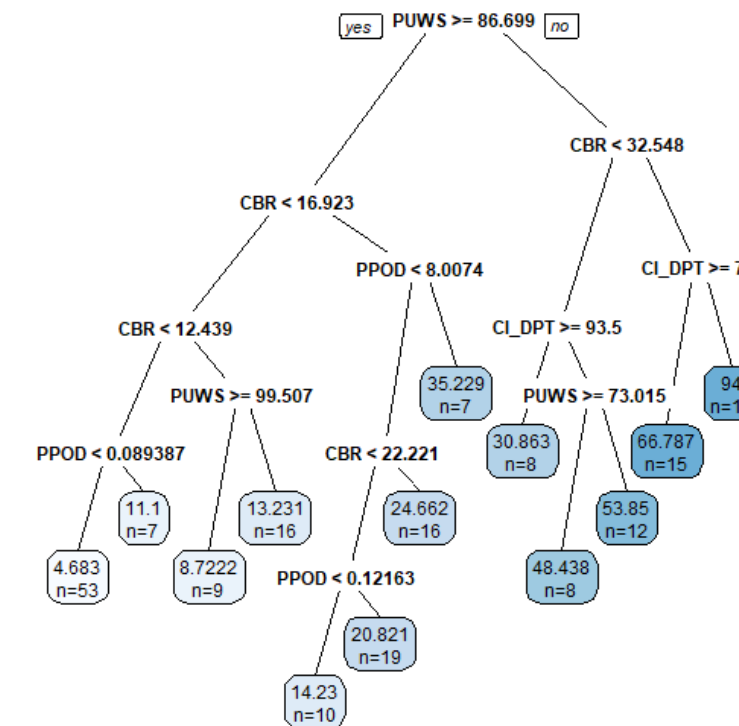 yes PUWS >= 86.699 no
CBR < 32.548
CBR < 16.923
PPOD < 8.0074
CI_DPT >= 7
CBR < 12.439
CI_DPT >= 93.5
PUWS >= 99.507
35.229
n=7
PUWS >= 73.015
94
n=1
PPOD < 0.089387
CBR < 22.221
30.863
n=8
66.787
n=15
11.1
n=7
13.231
n=16
24.662
n=16
53.85
n=12
4.683
n=53
8.7222
n=9
PPOD < 0.12163
48.438
n=8
20.821
n=19
14.23
n=10